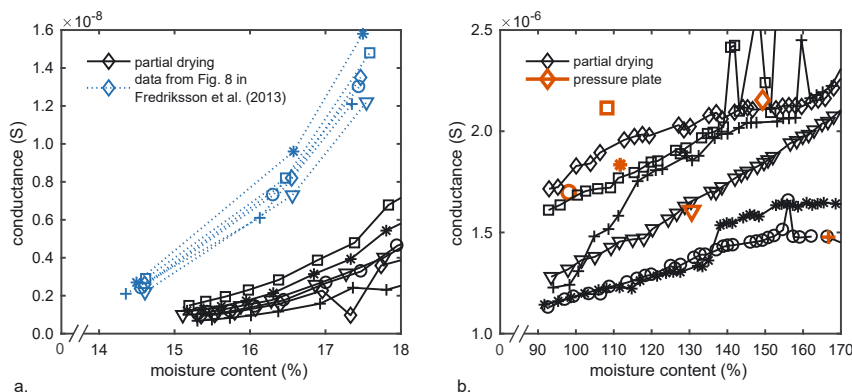 ×10⁻⁸
1.6
1.4
1.2
1.0
0.8
0.6
0.4
0.2
0.0
conductance (S)
partial drying
data from Fig. 8 in
Fredriksson et al. (2013)
0 14 15 16 17 18
moisture content (%)
a.
×10⁻⁶
2.5
2.0
1.5
1.0
conductance (S)
partial drying
pressure plate
0 90 100 110 120 130 140 150 160 170
moisture content (%)
b.